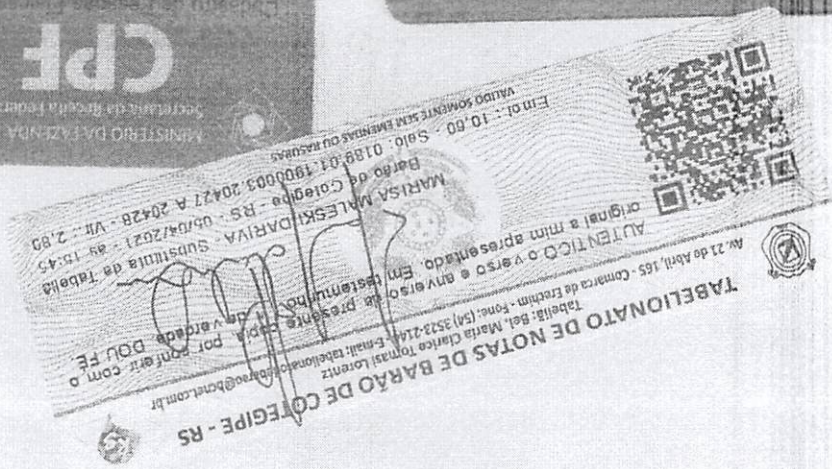 TABELIONATO DE NOTAS DE BARÃO DE COTEGIPE - RS
Tabeliã: Bel. Maria Clarice Tomasi Lorentz
Av. 21 de Abril, 165 - Comarca de Erechim - Fone: (54) 3523-2144 E-mail: @bcnet.com.br
AUTENTICO o verso e anverso da presente cópia por conferir com o
original a mim apresentado. Em testemunho da verdade DOU FÉ.
MARISA MALESKI DARIVA - Substituta da Tabeliã
Barão de Cotegipe - RS - 05/04/2021 - às 15:45
Emol.: 10,60 - Selo: 0189.01.1900003.20427 A 20428 - Vlr.: 2,80
VÁLIDO SOMENTE SEM EMENDAS OU RASURAS
MINISTÉRIO DA FAZENDA
Secretaria da Receita Federal
CPF